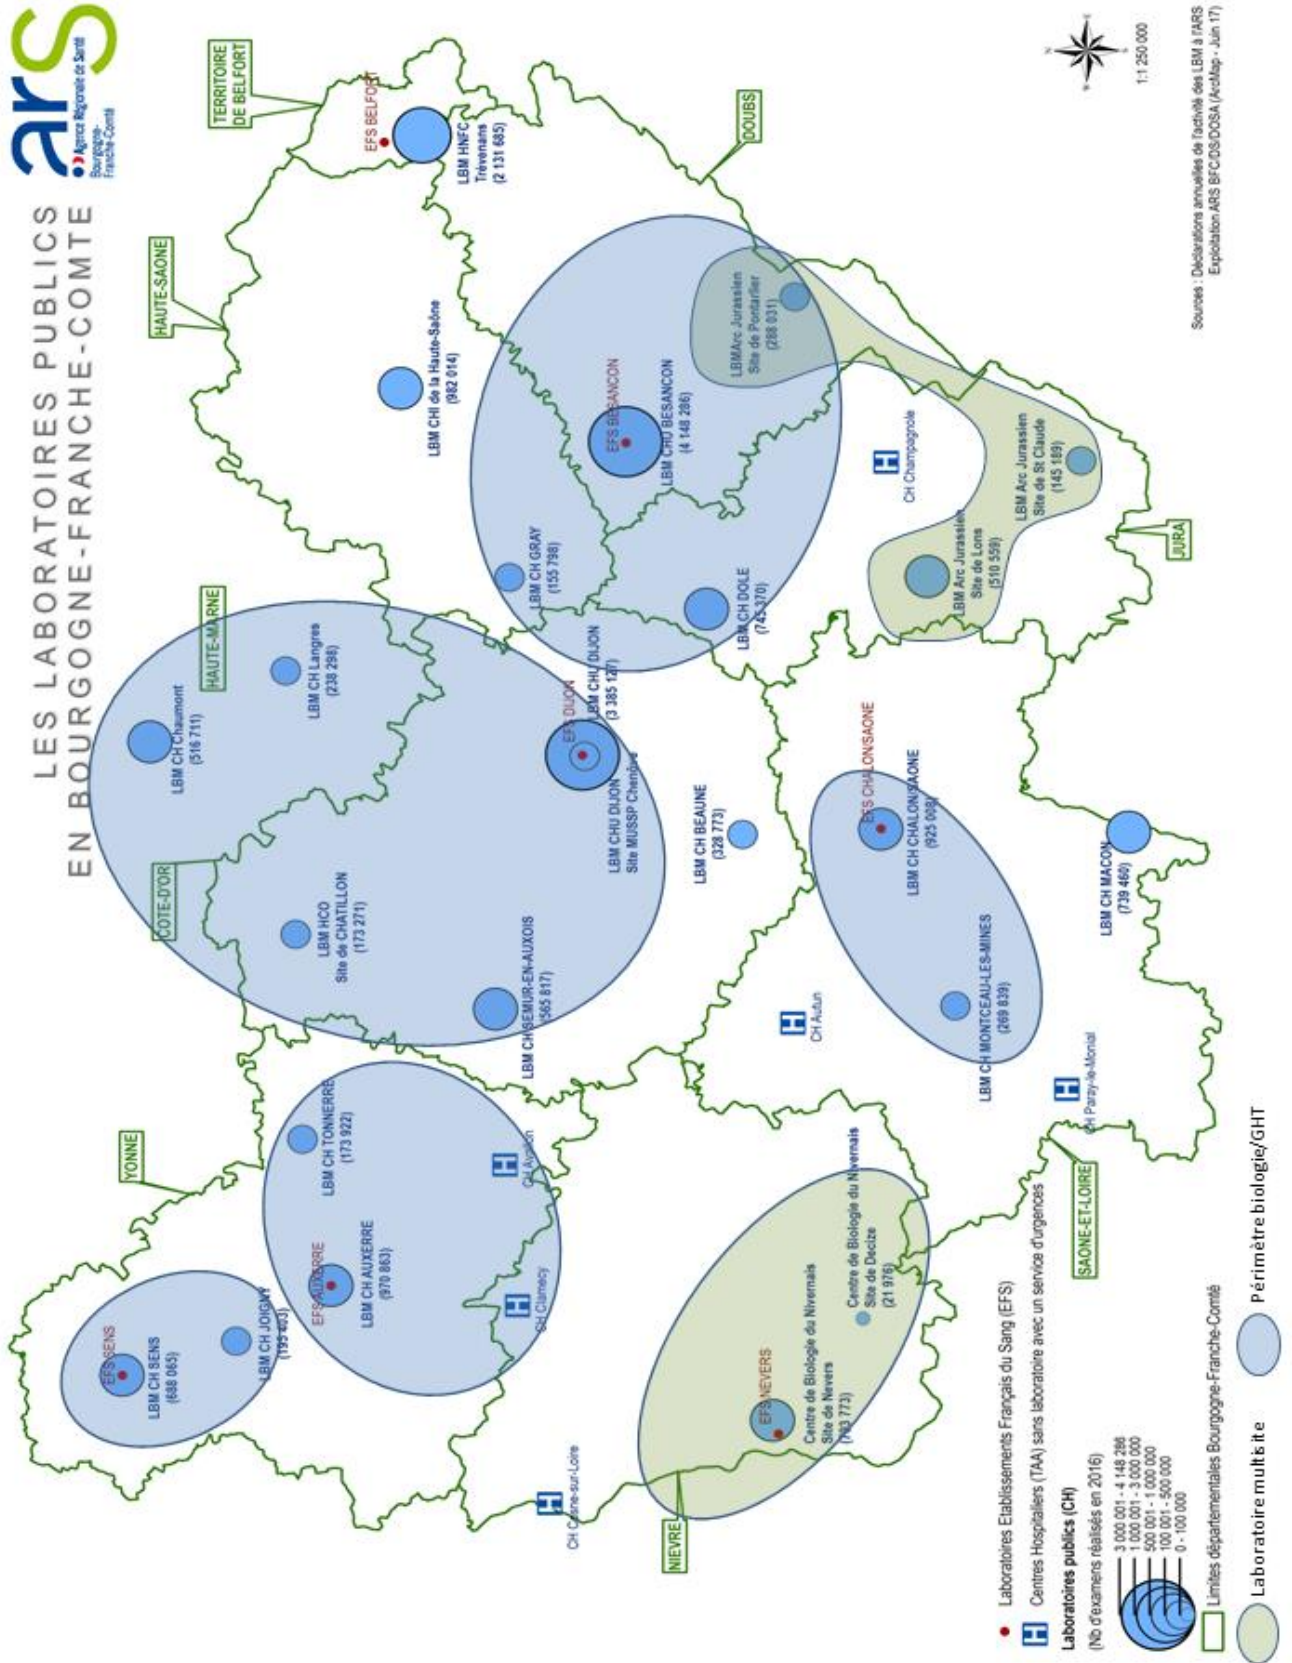 ars
Agence Régionale de Santé
Bourgogne-
Franche-Comté
LES LABORATOIRES PUBLICS
EN BOURGOGNE-FRANCHE-COMTE
YONNE
COTE-D'OR
HAUTE-MARNE
HAUTE-SAONE
TERRITOIRE
DE BELFORT
DOUBS
JURA
SAONE-ET-LOIRE
NIEVRE
EFS SENS
LBM CH SENS
(688 065)
LBM CH JOIGNY
EFS AUXERRE
LBM CH AUXERRE
(970 863)
LBM CH TONNERRE
(173 922)
CH Avallon
CH Clamecy
CH Cosne-sur-Loire
LBM CH Chaumont
(516 711)
LBM CH Langres
(238 298)
LBM HCO
Site de CHATILLON
(173 271)
LBM CH SEMUR-EN-AUXOIS
(565 817)
EFS DIJON
LBM CHU DIJON
(3 385 127)
LBM CHU DIJON
Site MUSSP Chenôve
LBM CH BEAUNE
(328 773)
LBM CHI de la Haute-Saône
(982 014)
EFS BELFORT
LBM HNFC
Trévenans
(2 131 685)
LBM CH GRAY
(155 798)
EFS BESANCON
LBM CHU BESANCON
(4 148 286)
LBM CH DOLE
(745 370)
LBM Arc Jurassien
Site de Pontarlier
(288 031)
CH Champagnole
LBM Arc Jurassien
Site de Lons
(510 559)
LBM Arc Jurassien
Site de St Claude
(145 189)
EFS CHALON/SAONE
LBM CH CHALON/SAONE
(925 008)
LBM CH MONTCEAU-LES-MINES
(269 839)
CH Autun
CH Paray-le-Monial
LBM CH MACON
(739 460)
EFS NEVERS
Centre de Biologie du Nivernais
Site de Nevers
Centre de Biologie du Nivernais
Site de Decize
(21 976)
Laboratoires Etablissements Français du Sang (EFS)
H Centres Hospitaliers (TAA) sans laboratoire avec un service d'urgences
Laboratoires publics (CH)
(Nb d'examens réalisés en 2016)
3 000 001 - 4 148 286
1 000 001 - 3 000 000
500 001 - 1 000 000
100 001 - 500 000
0 - 100 000
Limites départementales Bourgogne-Franche-Comté
Laboratoire multisite
Périmètre biologie/GHT
1:1 250 000
Sources : Déclarations annuelles de l'activité des LBM à l'ARS
Exploitation ARS BFC/DS/DOSA (ArcMap - Juin 17)